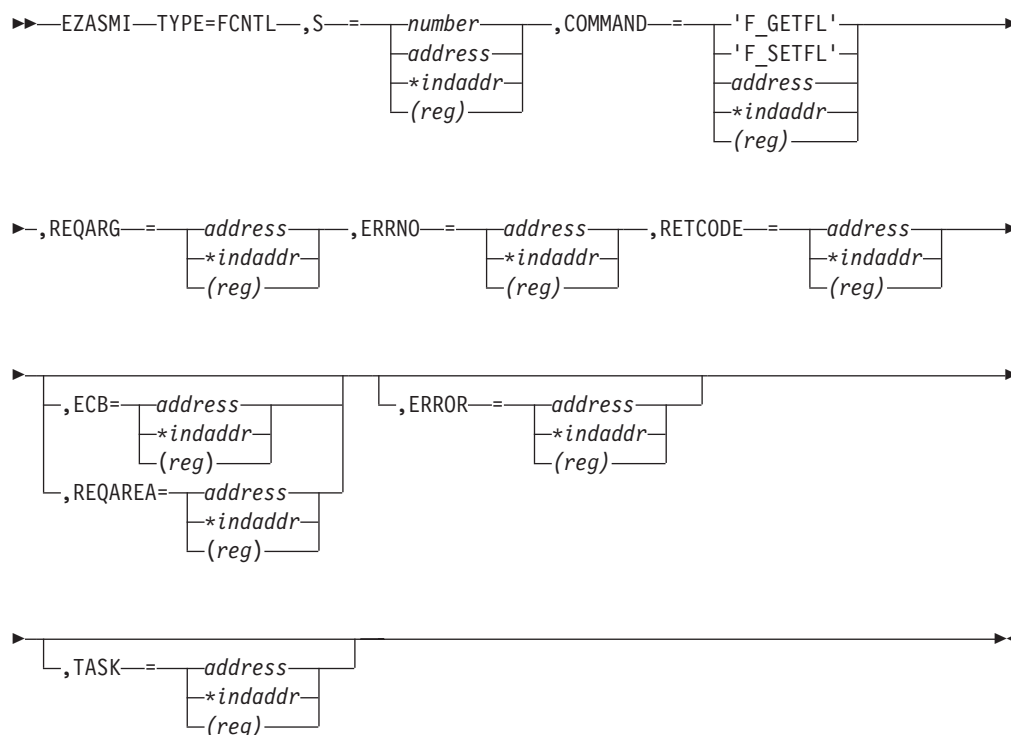 EZASMI TYPE=FCNTL ,S = number ,COMMAND = 'F_GETFL'
address 'F_SETFL'
*indaddr address
(reg) *indaddr
(reg)
,REQARG = address ,ERRNO = address ,RETCODE = address
*indaddr *indaddr *indaddr
(reg) (reg) (reg)
,ECB= address ,ERROR = address
*indaddr *indaddr
(reg) (reg)
,REQAREA= address
*indaddr
(reg)
,TASK = address
*indaddr
(reg)